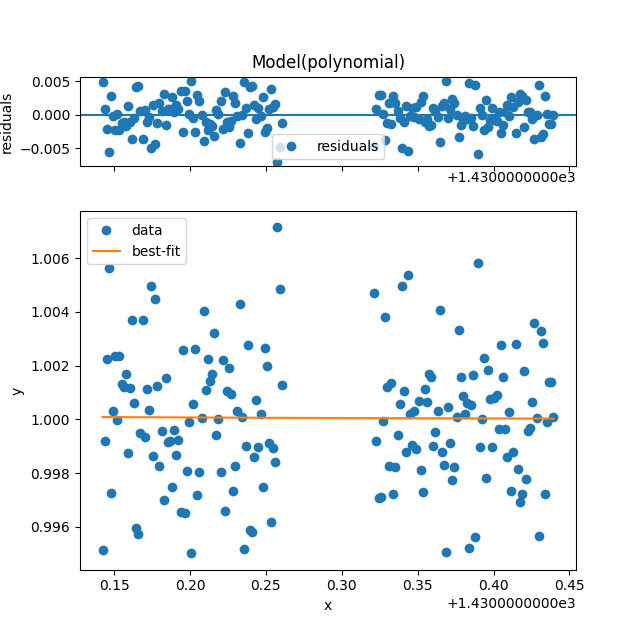 Model(polynomial)
0.005
0.000
−0.005
residuals
residuals
+1.4300000000e3
data
best-fit
1.006
1.004
1.002
1.000
0.998
0.996
y
0.15 0.20 0.25 0.30 0.35 0.40 0.45
x
+1.4300000000e3